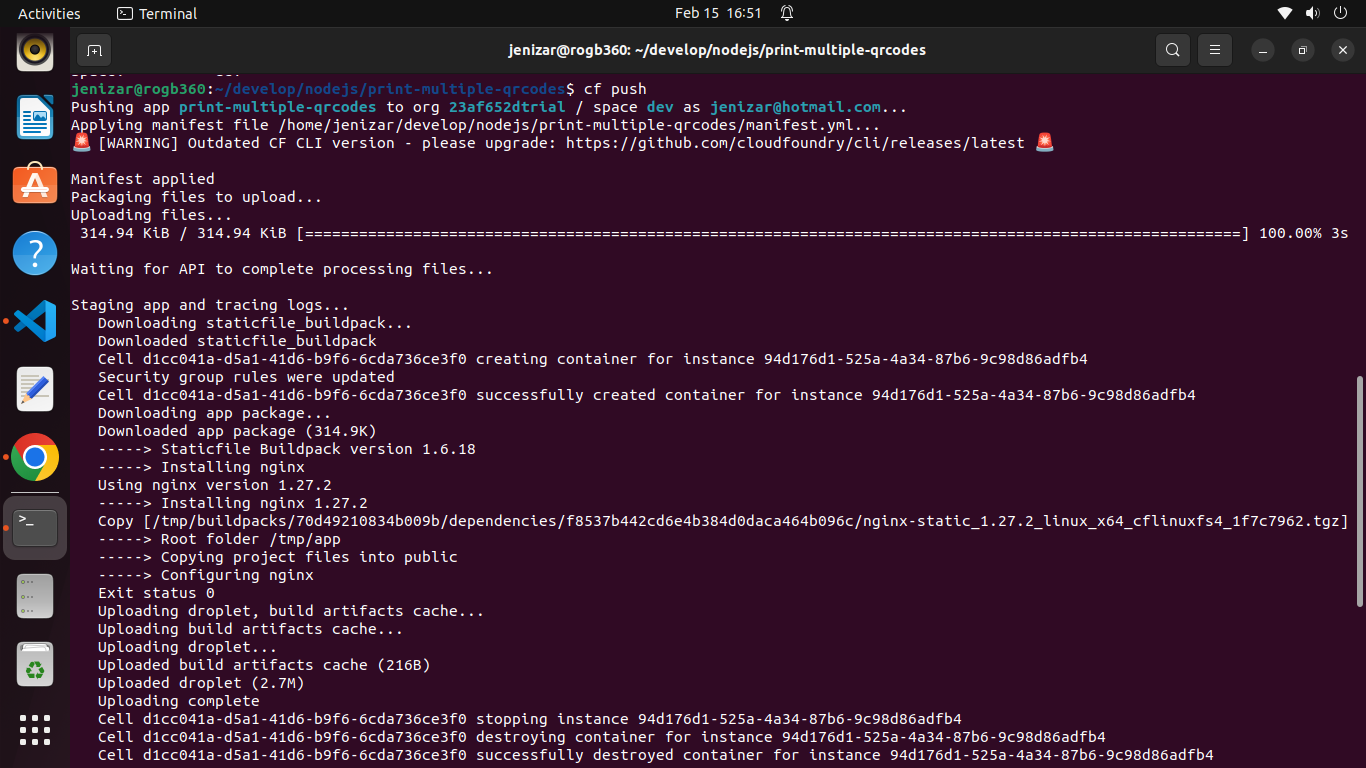 Activities
Terminal
Feb 15 16:51
jenizar@rogb360: ~/develop/nodejs/print-multiple-qrcodes
jenizar@rogb360:~/develop/nodejs/print-multiple-qrcodes$ cf push
Pushing app print-multiple-qrcodes to org 23af652dtrial / space dev as jenizar@hotmail.com...
Applying manifest file /home/jenizar/develop/nodejs/print-multiple-qrcodes/manifest.yml...
[WARNING] Outdated CF CLI version - please upgrade: https://github.com/cloudfoundry/cli/releases/latest
Manifest applied
Packaging files to upload...
Uploading files...
314.94 KiB / 314.94 KiB [========================================================================================================] 100.00% 3s
Waiting for API to complete processing files...
Staging app and tracing logs...
Downloading staticfile_buildpack...
Downloaded staticfile_buildpack
Cell d1cc041a-d5a1-41d6-b9f6-6cda736ce3f0 creating container for instance 94d176d1-525a-4a34-87b6-9c98d86adfb4
Security group rules were updated
Cell d1cc041a-d5a1-41d6-b9f6-6cda736ce3f0 successfully created container for instance 94d176d1-525a-4a34-87b6-9c98d86adfb4
Downloading app package...
Downloaded app package (314.9K)
-----> Staticfile Buildpack version 1.6.18
-----> Installing nginx
Using nginx version 1.27.2
-----> Installing nginx 1.27.2
Copy [/tmp/buildpacks/70d49210834b009b/dependencies/f8537b442cd6e4b384d0daca464b096c/nginx-static_1.27.2_linux_x64_cflinuxfs4_1f7c7962.tgz]
-----> Root folder /tmp/app
-----> Copying project files into public
-----> Configuring nginx
Exit status 0
Uploading droplet, build artifacts cache...
Uploading build artifacts cache...
Uploading droplet...
Uploaded build artifacts cache (216B)
Uploaded droplet (2.7M)
Uploading complete
Cell d1cc041a-d5a1-41d6-b9f6-6cda736ce3f0 stopping instance 94d176d1-525a-4a34-87b6-9c98d86adfb4
Cell d1cc041a-d5a1-41d6-b9f6-6cda736ce3f0 destroying container for instance 94d176d1-525a-4a34-87b6-9c98d86adfb4
Cell d1cc041a-d5a1-41d6-b9f6-6cda736ce3f0 successfully destroyed container for instance 94d176d1-525a-4a34-87b6-9c98d86adfb4